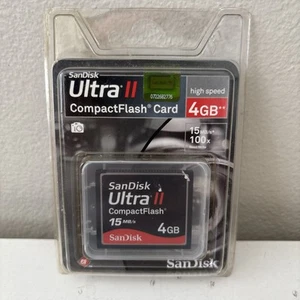 SanDisk
Ultra II
CompactFlash® Card
high speed
4GB**
15 MB/s*
100x
SanDisk
Ultra II
CompactFlash®
15 MB/s
4GB
SanDisk
SanDisk